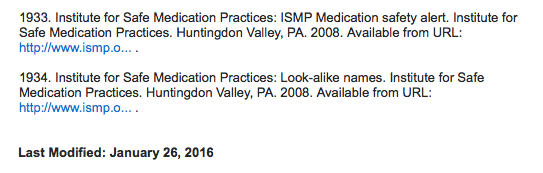 1933. Institute for Safe Medication Practices: ISMP Medication safety alert. Institute for
Safe Medication Practices. Huntingdon Valley, PA. 2008. Available from URL:
http://www.ismp.o... .
1934. Institute for Safe Medication Practices: Look-alike names. Institute for Safe
Medication Practices. Huntingdon Valley, PA. 2008. Available from URL:
http://www.ismp.o... .
Last Modified: January 26, 2016